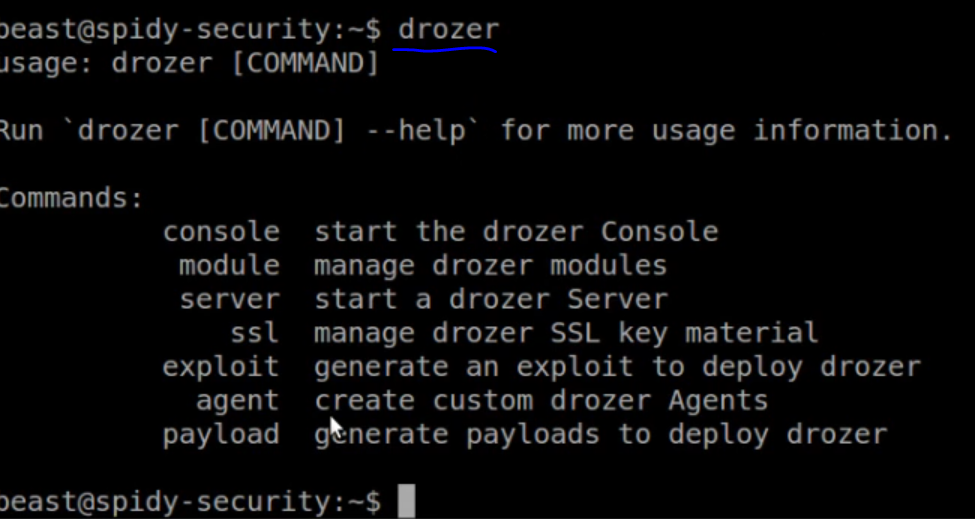 beast@spidy-security:~$ drozer
usage: drozer [COMMAND]
Run `drozer [COMMAND] --help` for more usage information.
Commands:
console start the drozer Console
module manage drozer modules
server start a drozer Server
ssl manage drozer SSL key material
exploit generate an exploit to deploy drozer
agent create custom drozer Agents
payload generate payloads to deploy drozer
beast@spidy-security:~$